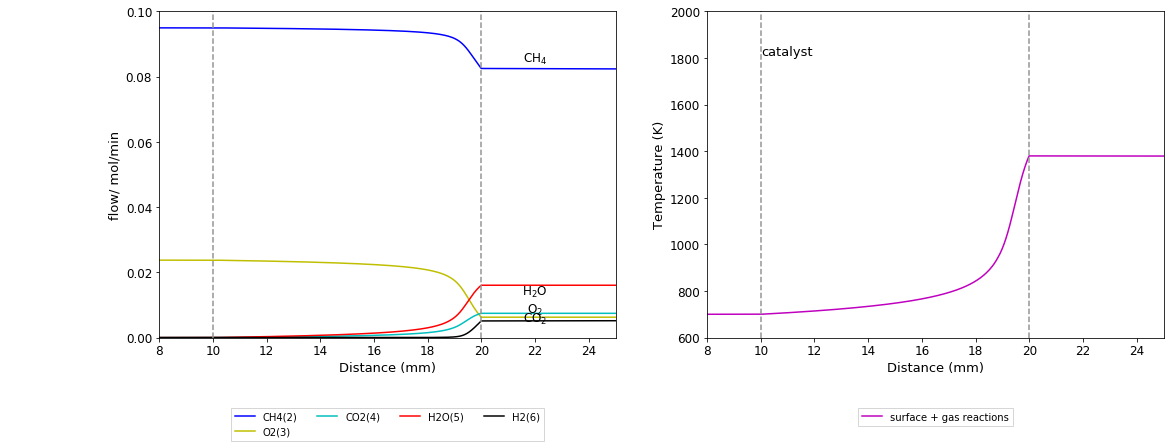 0.10
0.08
0.06
0.04
0.02
0.00
flow/ mol/min
CH₄
H₂O
O₂
CO₂
8 10 12 14 16 18 20 22 24
Distance (mm)
CH4(2) CO2(4) H2O(5) H2(6)
O2(3)
2000
1800
1600
1400
1200
1000
800
600
Temperature (K)
catalyst
8 10 12 14 16 18 20 22 24
Distance (mm)
surface + gas reactions